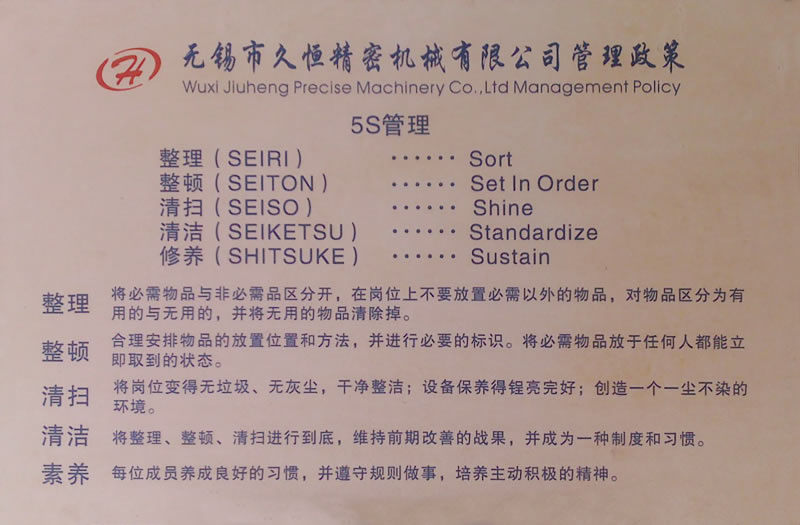 H
无锡市久恒精密机械有限公司管理政策
Wuxi Jiuheng Precise Machinery Co.,Ltd Management Policy
5S管理
整理(SEIRI) ······ Sort
整顿(SEITON) ······ Set In Order
清扫(SEISO) ······ Shine
清洁(SEIKETSU) ······ Standardize
修养(SHITSUKE) ······ Sustain
整理 将必需物品与非必需品区分开，在岗位上不要放置必需以外的物品，对物品区分为有
用的与无用的，并将无用的物品清除掉。
整顿 合理安排物品的放置位置和方法，并进行必要的标识。将必需物品放于任何人都能立
即取到的状态。
清扫 将岗位变得无垃圾、无灰尘，干净整洁；设备保养得锃亮完好；创造一个一尘不染的
环境。
清洁 将整理、整顿、清扫进行到底，维持前期改善的战果，并成为一种制度和习惯。
素养 每位成员养成良好的习惯，并遵守规则做事，培养主动积极的精神。